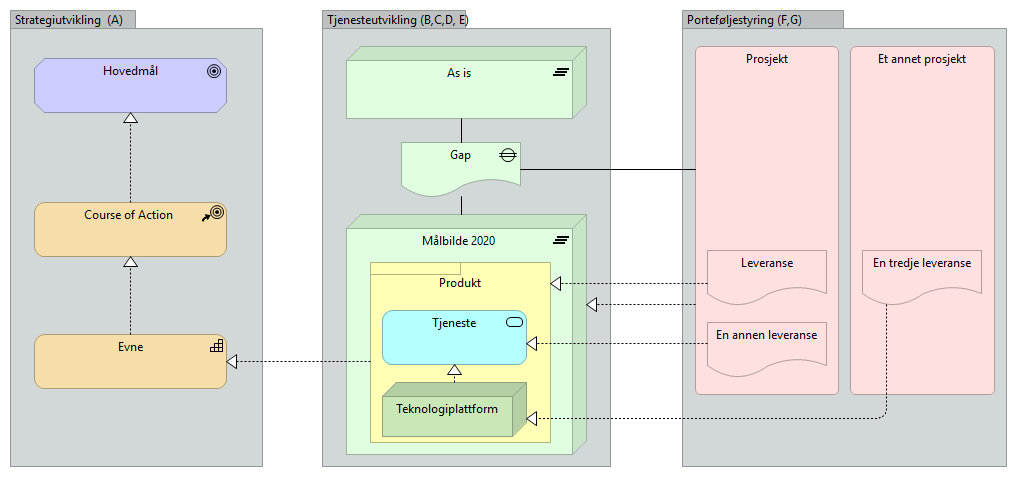 Strategiutvikling (A)
Hovedmål
Course of Action
Evne
Tjenesteutvikling (B,C,D, E)
As is
Gap
Målbilde 2020
Produkt
Tjeneste
Teknologiplattform
Porteføljestyring (F,G)
Prosjekt
Leveranse
En annen leveranse
Et annet prosjekt
En tredje leveranse